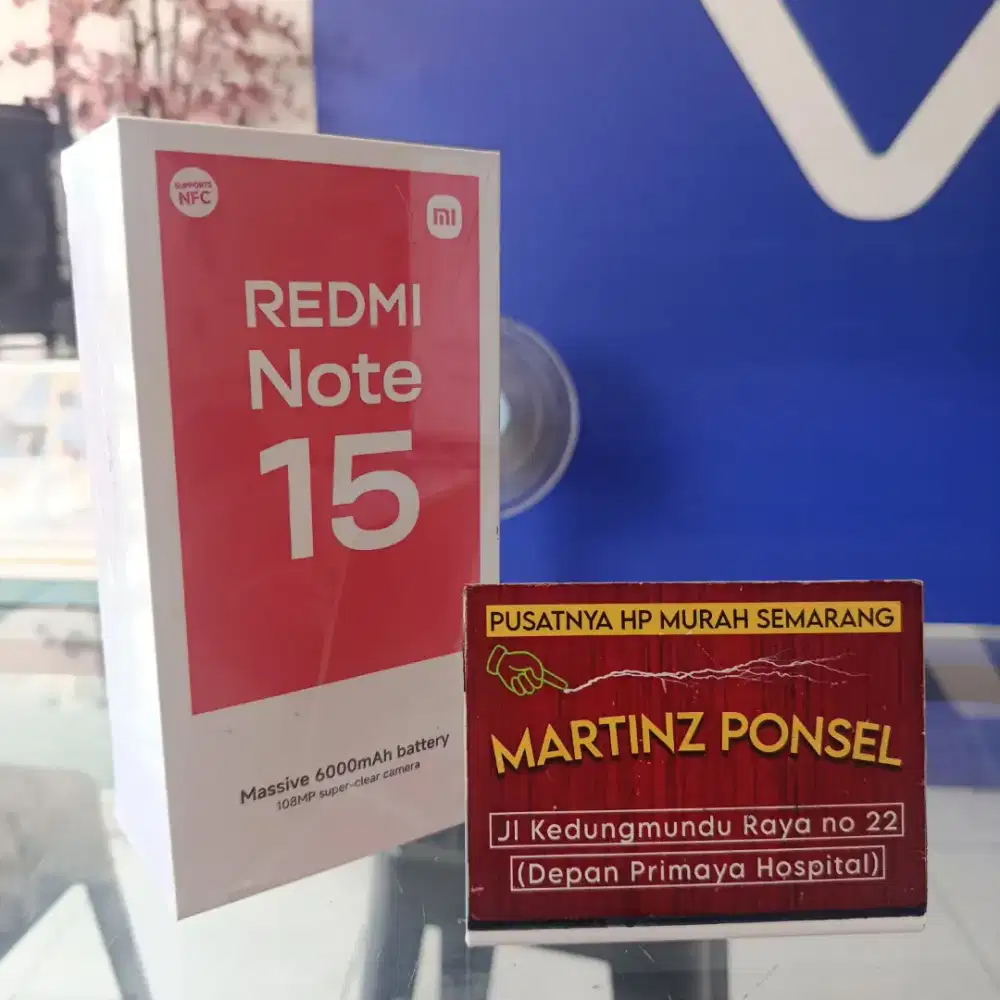 SUPPORTS
NFC
mi
REDMI
Note
15
Massive 6000mAh battery
108MP super-clear camera
PUSATNYA HP MURAH SEMARANG
MARTINZ PONSEL
Jl Kedungmundu Raya no 22
(Depan Primaya Hospital)